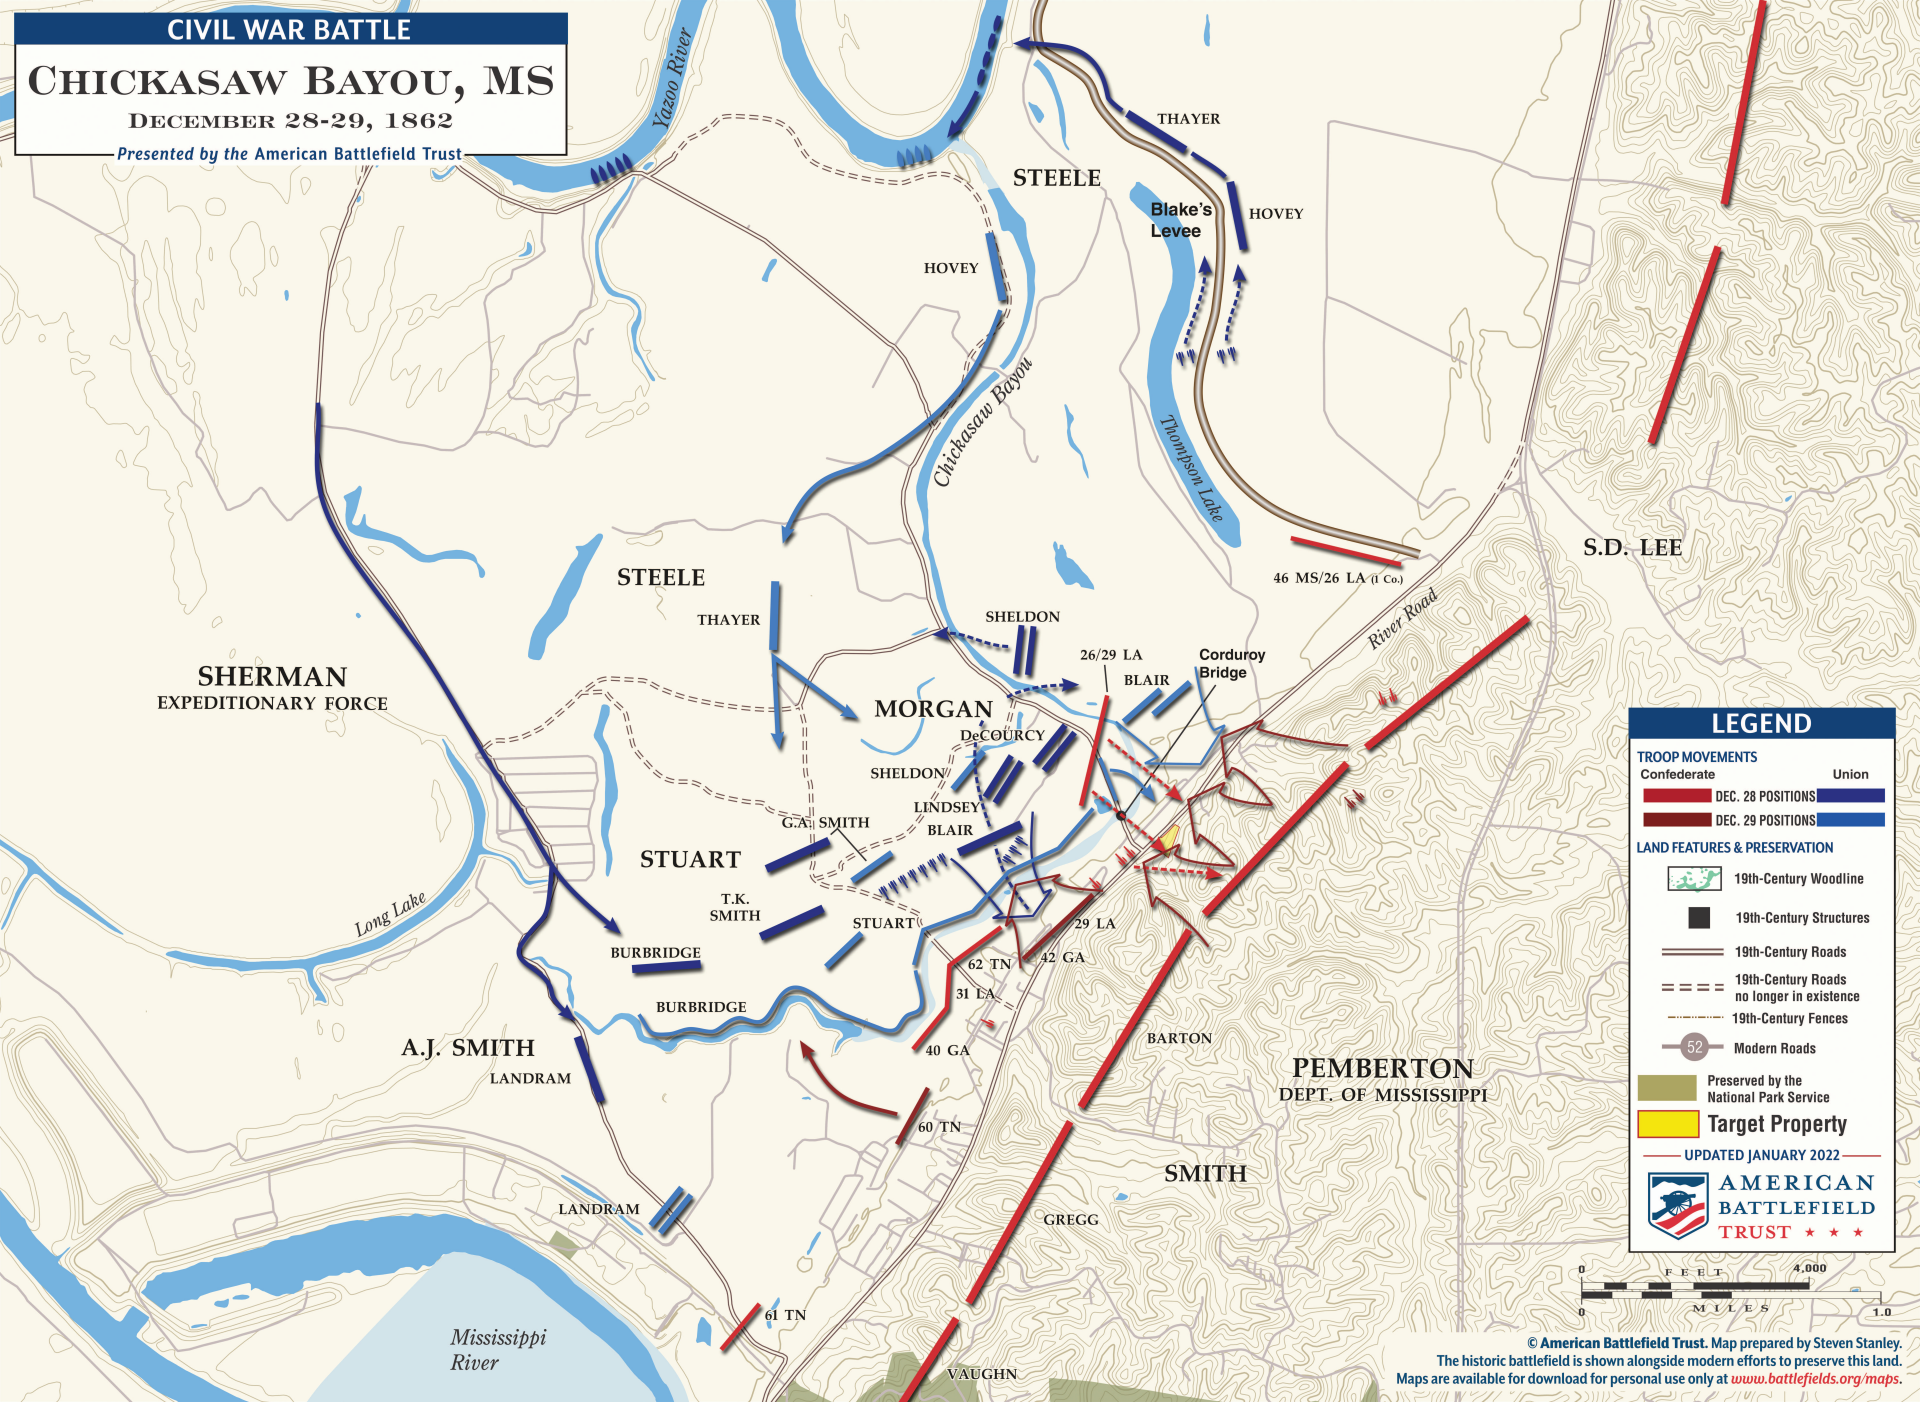 CIVIL WAR BATTLE
CHICKASAW BAYOU, MS
DECEMBER 28-29, 1862
Presented by the American Battlefield Trust
Yazoo River
THAYER
STEELE
Blake's
Levee
HOVEY
HOVEY
Chickasaw Bayou
Thompson Lake
S.D. LEE
46 MS/26 LA (1 Co.)
River Road
STEELE
THAYER
SHELDON
26/29 LA
Corduroy
Bridge
BLAIR
SHERMAN
EXPEDITIONARY FORCE
MORGAN
DeCOURCY
SHELDON
LINDSEY
G.A. SMITH
BLAIR
STUART
T.K.
SMITH
STUART
Long Lake
29 LA
BURBRIDGE
42 GA
62 TN
31 LA
BURBRIDGE
BARTON
A.J. SMITH
40 GA
LANDRAM
PEMBERTON
DEPT. OF MISSISSIPPI
60 TN
SMITH
LANDRAM
GREGG
61 TN
Mississippi
River
VAUGHN
LEGEND
TROOP MOVEMENTS
Confederate Union
DEC. 28 POSITIONS
DEC. 29 POSITIONS
LAND FEATURES & PRESERVATION
19th-Century Woodline
19th-Century Structures
19th-Century Roads
19th-Century Roads
no longer in existence
19th-Century Fences
52 Modern Roads
Preserved by the
National Park Service
Target Property
UPDATED JANUARY 2022
AMERICAN
BATTLEFIELD
TRUST
0 FEET 4,000
0 MILES 1.0
© American Battlefield Trust. Map prepared by Steven Stanley.
The historic battlefield is shown alongside modern efforts to preserve this land.
Maps are available for download for personal use only at www.battlefields.org/maps.